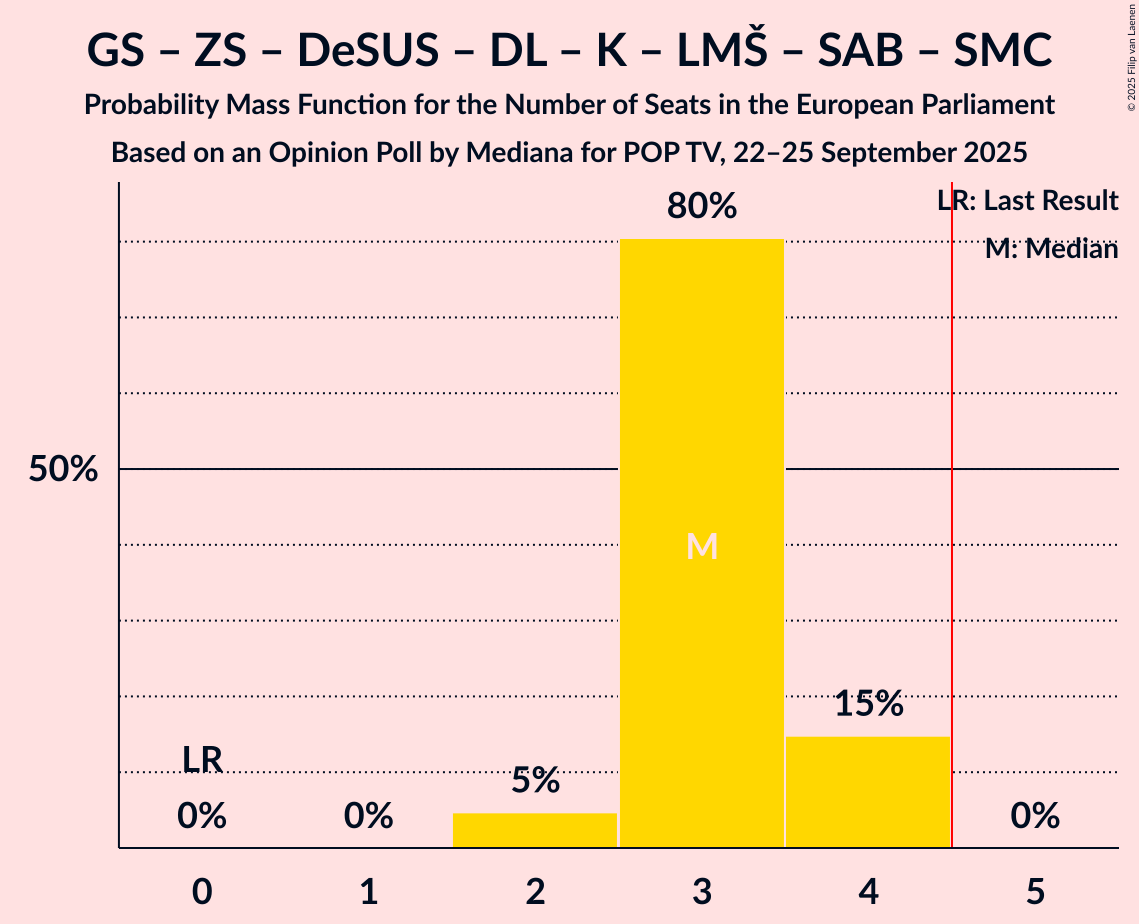 GS – ZS – DeSUS – DL – K – LMŠ – SAB – SMC
Probability Mass Function for the Number of Seats in the European Parliament
Based on an Opinion Poll by Mediana for POP TV, 22–25 September 2025
© 2025 Filip van Laenen
LR: Last Result
M: Median
80%
50%
M
15%
LR
5%
0%
0%
0%
0
1
2
3
4
5